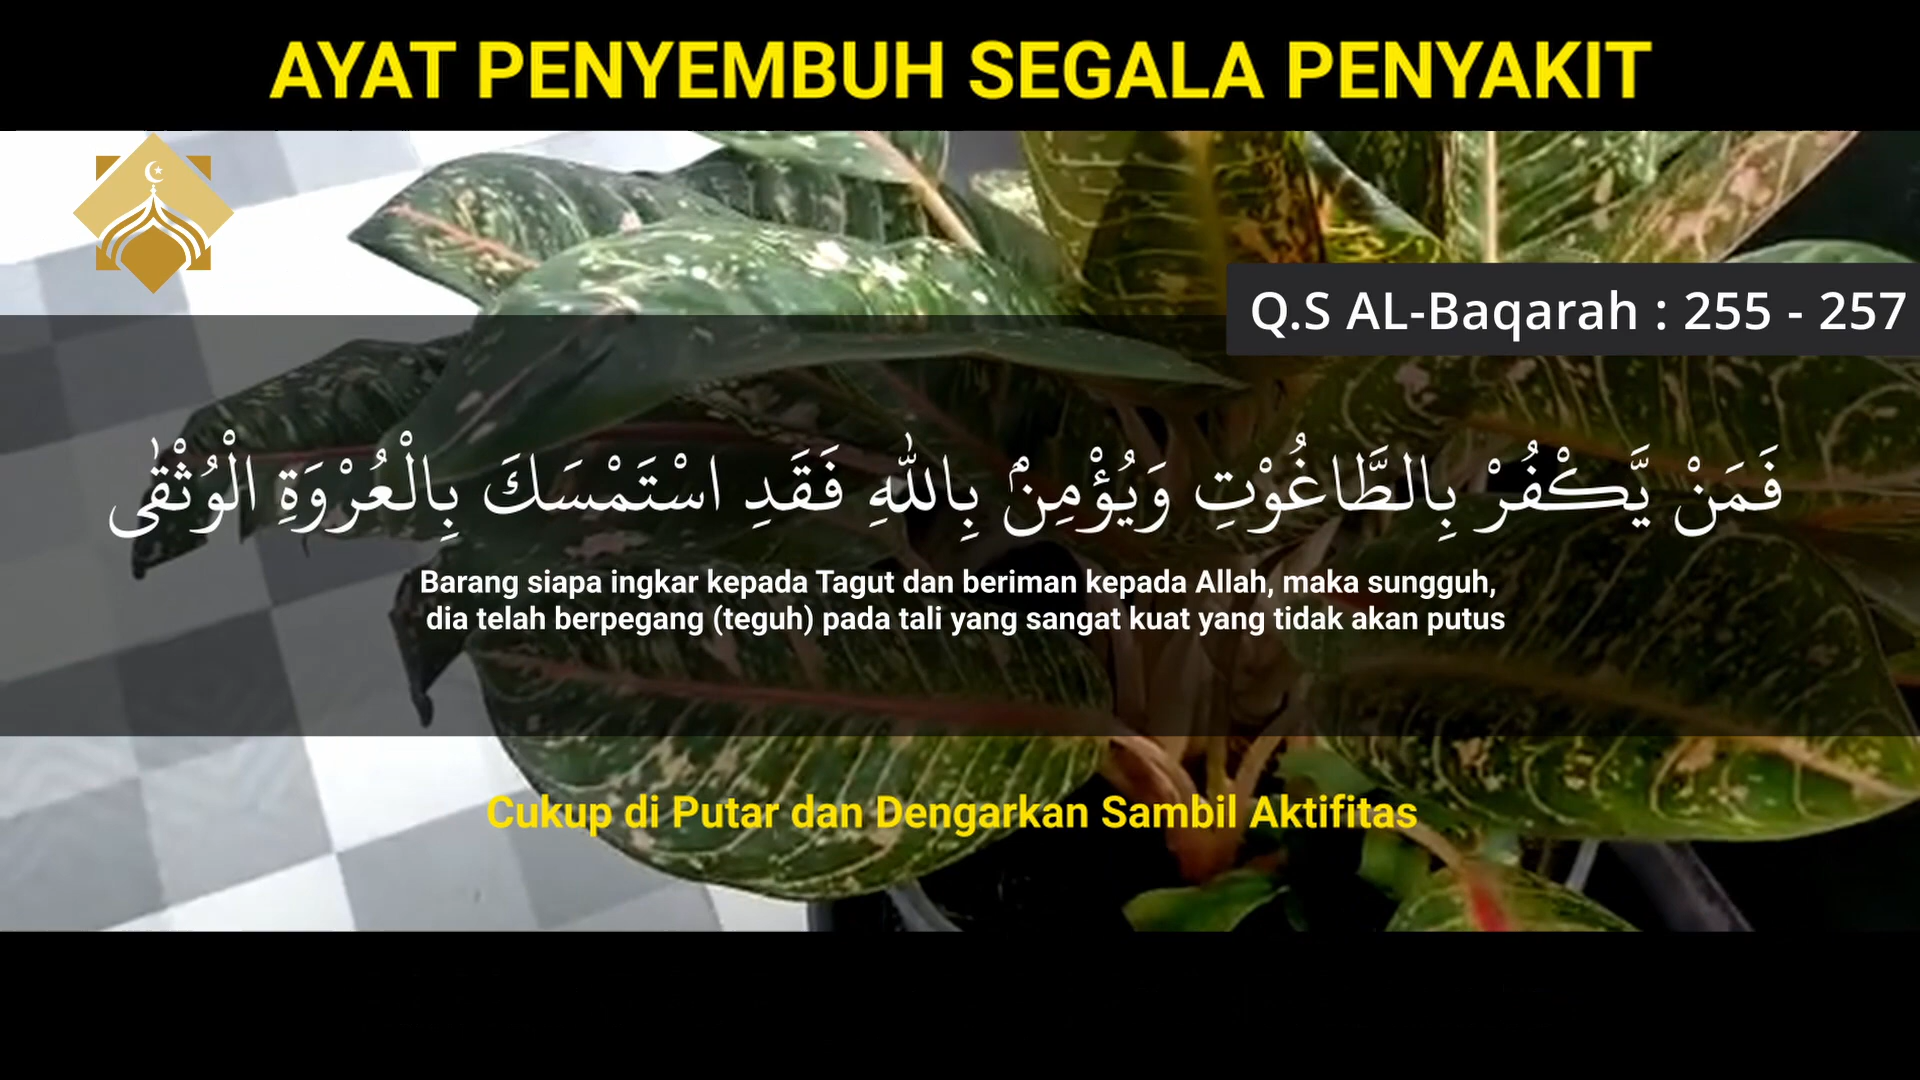 AYAT PENYEMBUH SEGALA PENYAKIT
Q.S AL-Baqarah : 255 - 257
فَمَنْ يَّكْفُرْ بِالطَّاغُوْتِ وَيُؤْمِنْۢ بِاللّٰهِ فَقَدِ اسْتَمْسَكَ بِالْعُرْوَةِ الْوُثْقٰى
Barang siapa ingkar kepada Tagut dan beriman kepada Allah, maka sungguh,
dia telah berpegang (teguh) pada tali yang sangat kuat yang tidak akan putus
Cukup di Putar dan Dengarkan Sambil Aktifitas